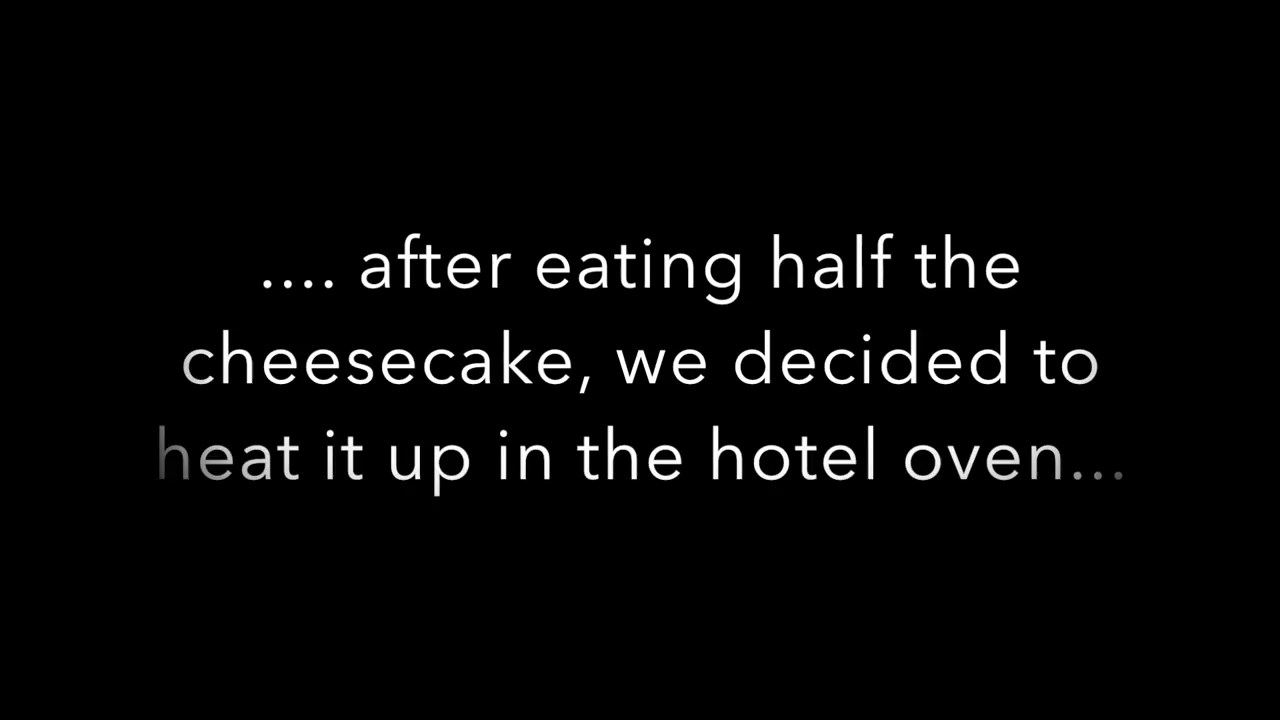 .... after eating half the
cheesecake, we decided to
heat it up in the hotel oven...